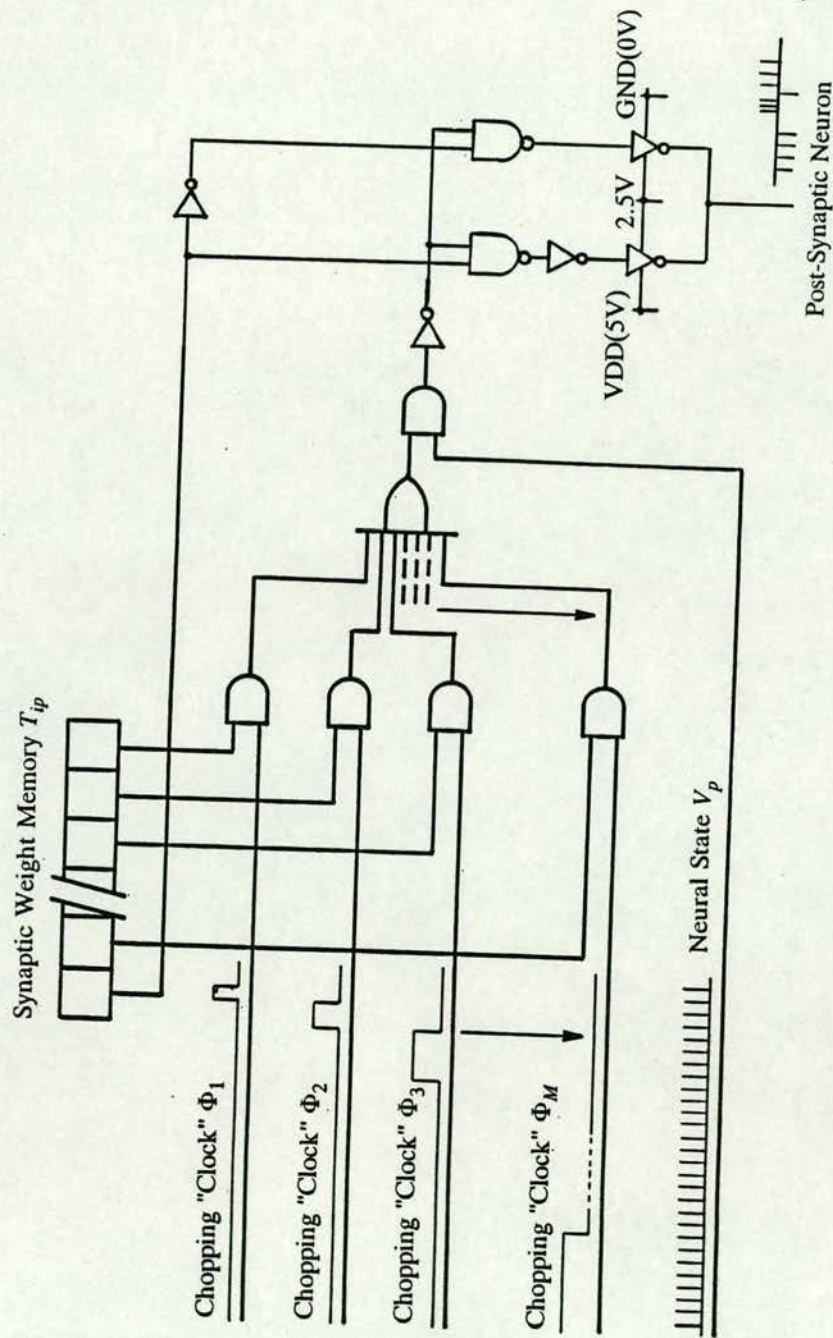 Synaptic Weight Memory T_ip
Chopping "Clock" Φ_1
Chopping "Clock" Φ_2
Chopping "Clock" Φ_3
Chopping "Clock" Φ_M
Neural State V_p
VDD(5V)
2.5V
GND(0V)
Post-Synaptic Neuron